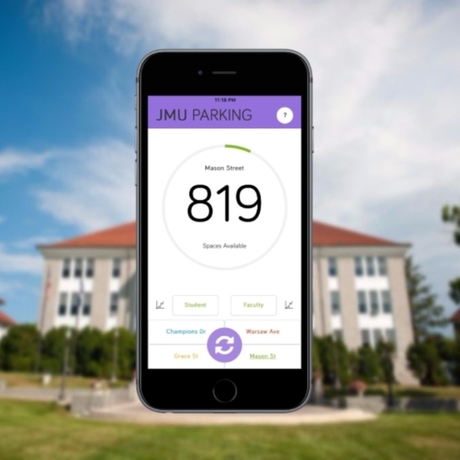 11:18 PM
JMU PARKING ?
Mason Street
819
Spaces Available
Student Faculty
Champions Dr Warsaw Ave
Grace St Mason St